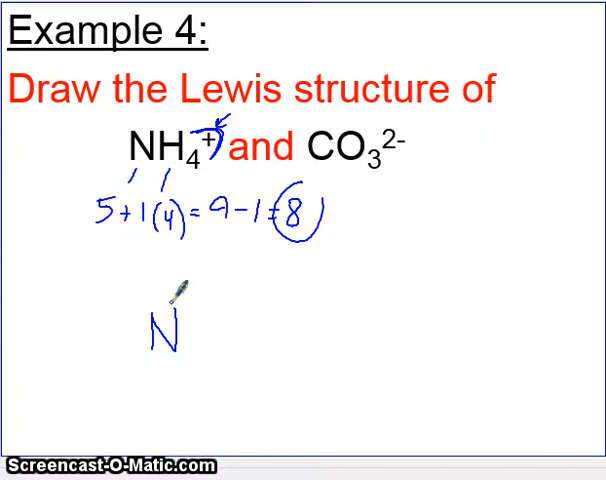 Example 4:
Draw the Lewis structure of
NH₄⁺ and CO₃²⁻
5+1(4)=9-1=8
N
Screencast-O-Matic.com